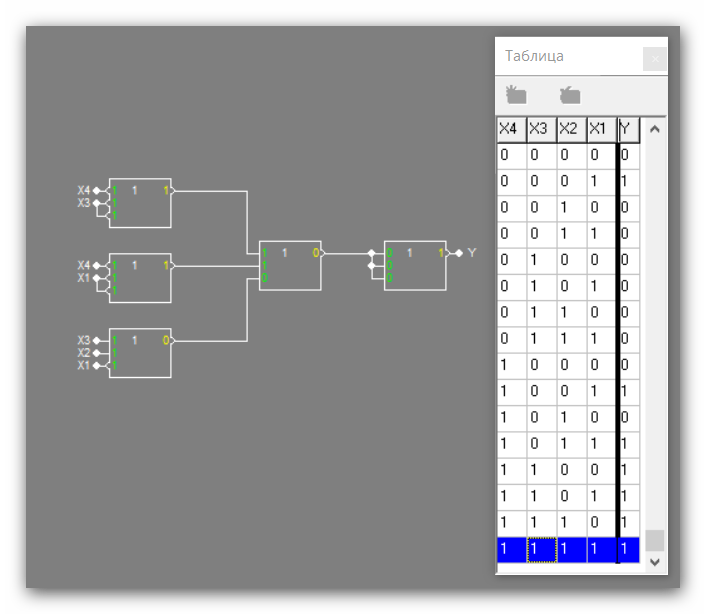 X4 1 1 1
X3 1
1
X4 1 1 1
X1 1
1
X3 1 1 0
X2 1
X1 1
1 1 0
1
0
0 1 1 Y
0
0
Таблица
X4 X3 X2 X1 Y
0 0 0 0 0
0 0 0 1 1
0 0 1 0 0
0 0 1 1 0
0 1 0 0 0
0 1 0 1 0
0 1 1 0 0
0 1 1 1 0
1 0 0 0 0
1 0 0 1 1
1 0 1 0 0
1 0 1 1 1
1 1 0 0 1
1 1 0 1 1
1 1 1 0 1
1 1 1 1 1